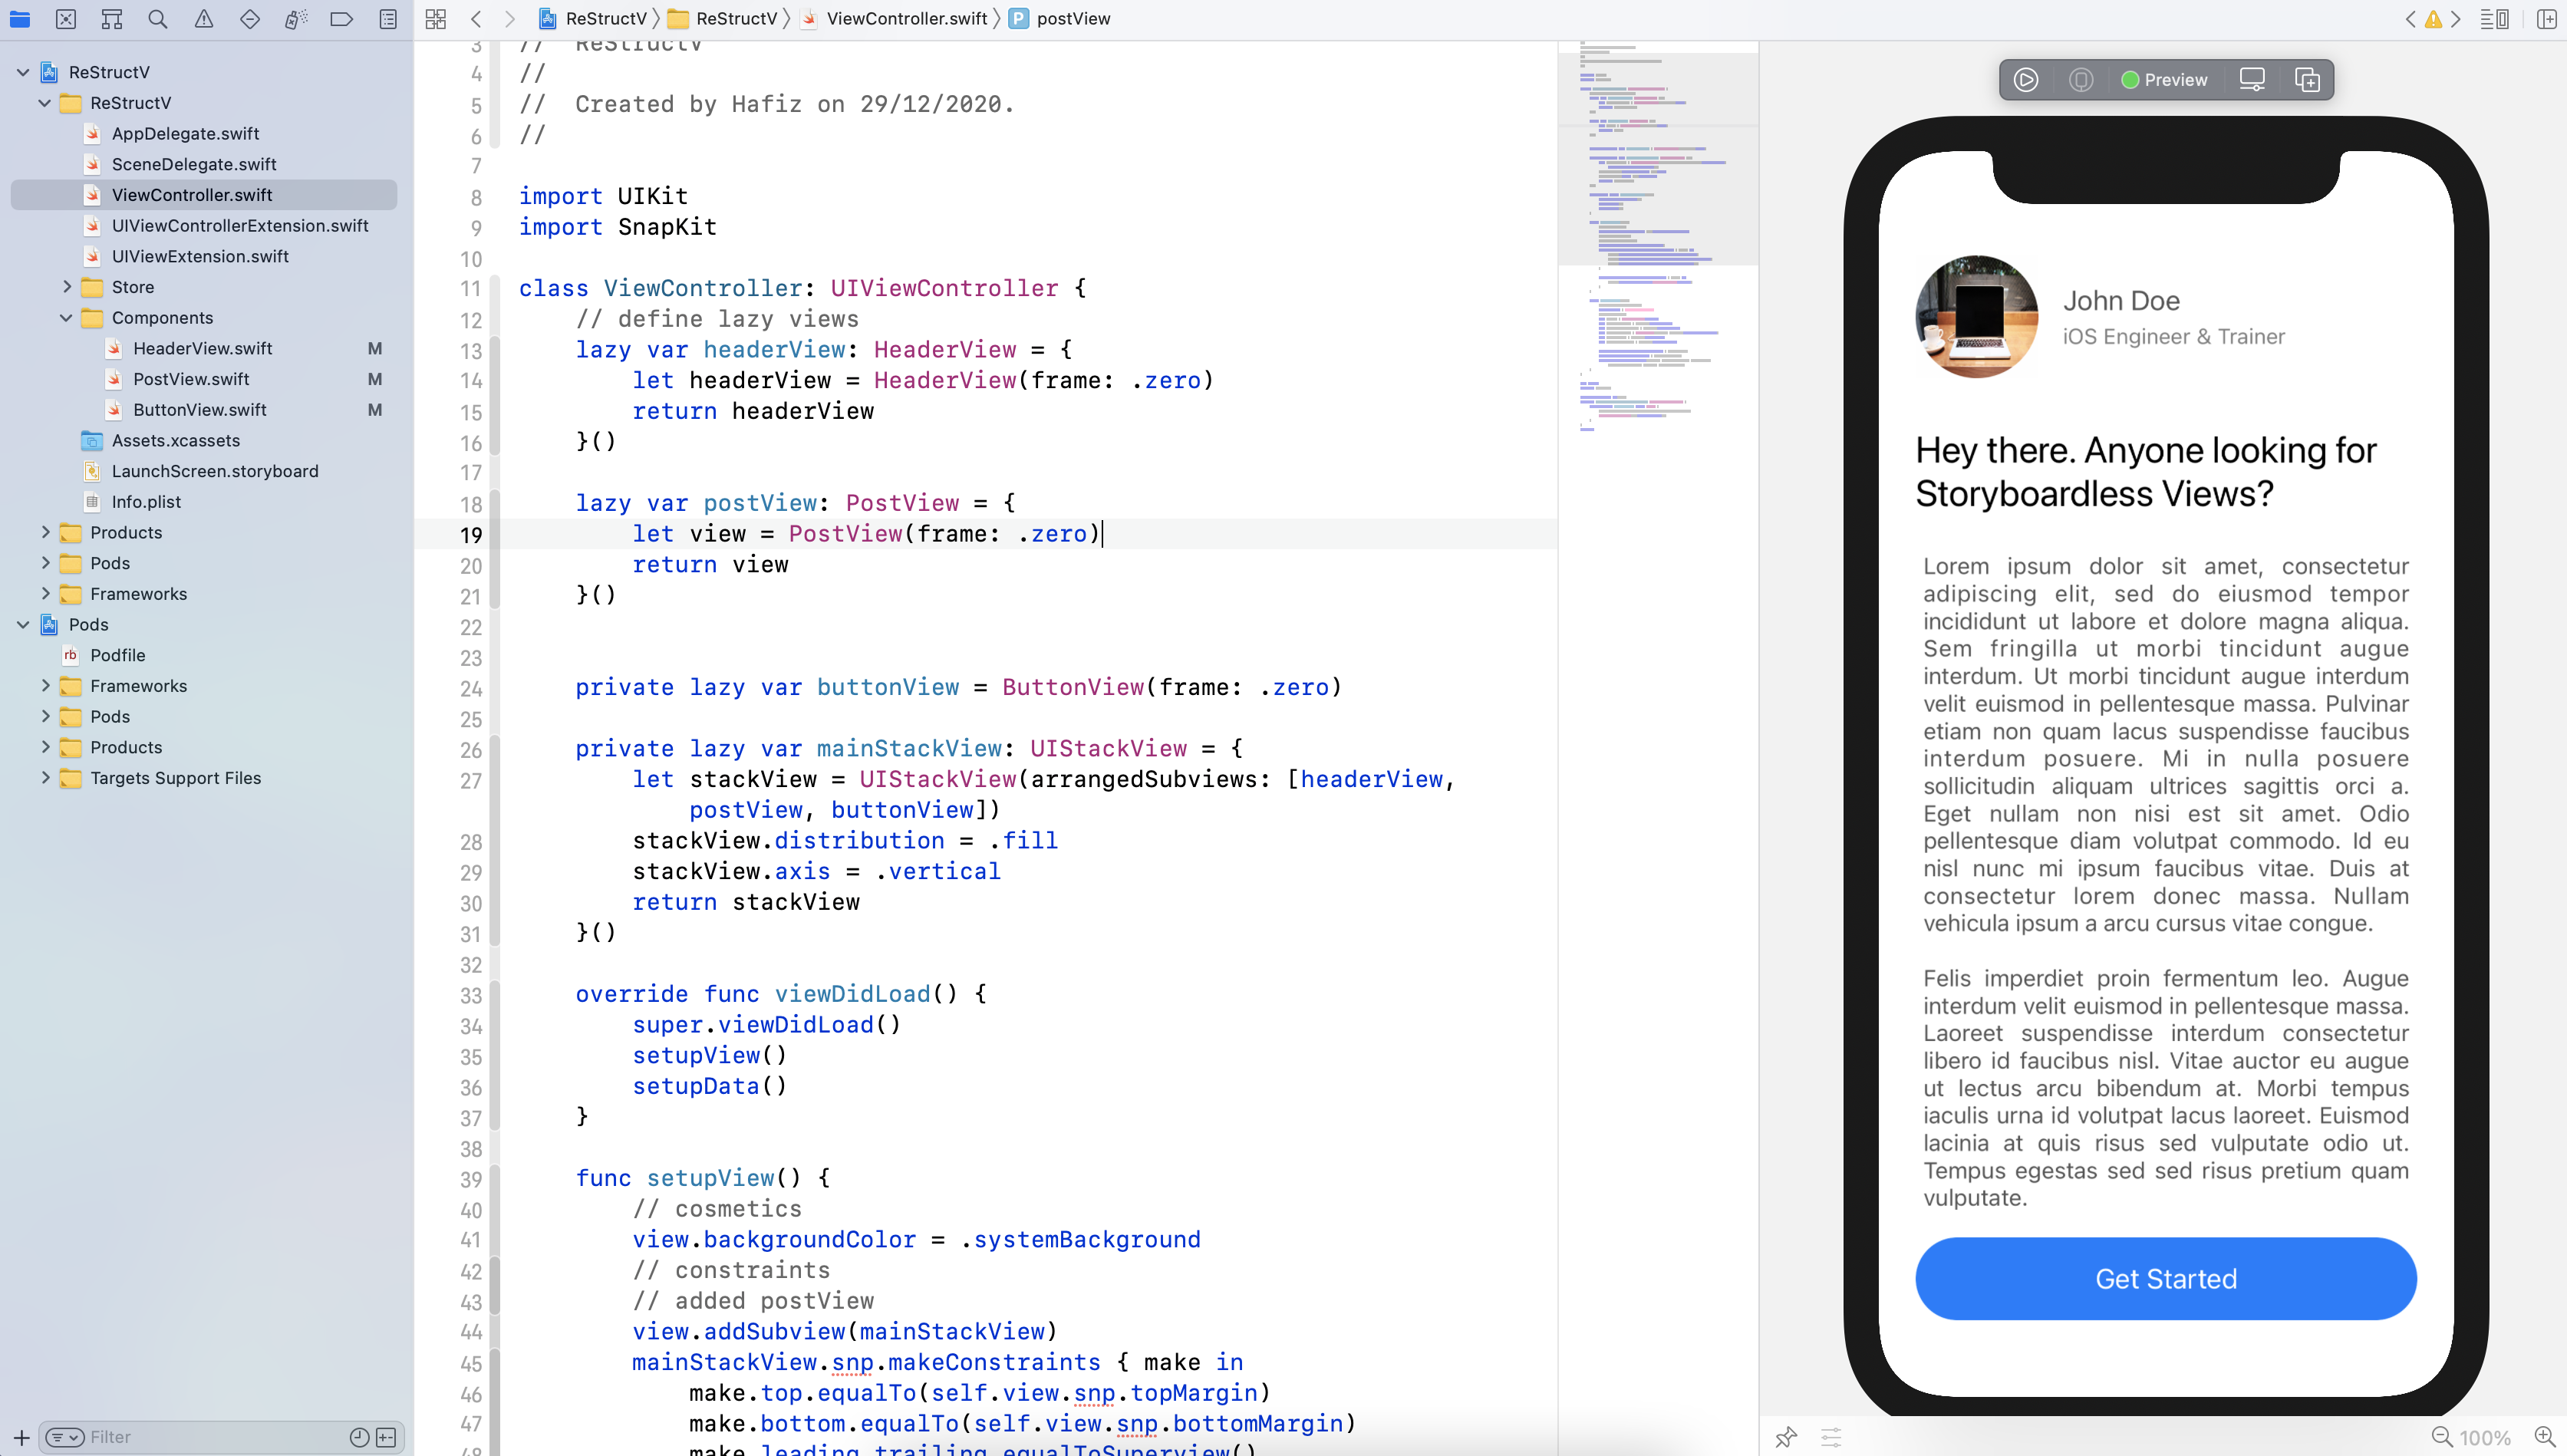 ReStructV
ReStructV
AppDelegate.swift
SceneDelegate.swift
ViewController.swift
UIViewControllerExtension.swift
UIViewExtension.swift
Store
Components
HeaderView.swift M
PostView.swift M
ButtonView.swift M
Assets.xcassets
LaunchScreen.storyboard
Info.plist
Products
Pods
Frameworks
Pods
rb Podfile
Frameworks
Pods
Products
Targets Support Files
Filter
ReStructV ReStructV ViewController.swift P postView
3 //  ReStructV
4 //
5 //  Created by Hafiz on 29/12/2020.
6 //
7
8 import UIKit
9 import SnapKit
10
11 class ViewController: UIViewController {
12     // define lazy views
13     lazy var headerView: HeaderView = {
14         let headerView = HeaderView(frame: .zero)
15         return headerView
16     }()
17
18     lazy var postView: PostView = {
19         let view = PostView(frame: .zero)
20         return view
21     }()
22
23
24     private lazy var buttonView = ButtonView(frame: .zero)
25
26     private lazy var mainStackView: UIStackView = {
27         let stackView = UIStackView(arrangedSubviews: [headerView,
            postView, buttonView])
28         stackView.distribution = .fill
29         stackView.axis = .vertical
30         return stackView
31     }()
32
33     override func viewDidLoad() {
34         super.viewDidLoad()
35         setupView()
36         setupData()
37     }
38
39     func setupView() {
40         // cosmetics
41         view.backgroundColor = .systemBackground
42         // constraints
43         // added postView
44         view.addSubview(mainStackView)
45         mainStackView.snp.makeConstraints { make in
46             make.top.equalTo(self.view.snp.topMargin)
47             make.bottom.equalTo(self.view.snp.bottomMargin)
48             make.leading.trailing.equalToSuperview()
Preview
John Doe
iOS Engineer & Trainer
Hey there. Anyone looking for
Storyboardless Views?
Lorem ipsum dolor sit amet, consectetur
adipiscing elit, sed do eiusmod tempor
incididunt ut labore et dolore magna aliqua.
Sem fringilla ut morbi tincidunt augue
interdum. Ut morbi tincidunt augue interdum
velit euismod in pellentesque massa. Pulvinar
etiam non quam lacus suspendisse faucibus
interdum posuere. Mi in nulla posuere
sollicitudin aliquam ultrices sagittis orci a.
Eget nullam non nisi est sit amet. Odio
pellentesque diam volutpat commodo. Id eu
nisl nunc mi ipsum faucibus vitae. Duis at
consectetur lorem donec massa. Nullam
vehicula ipsum a arcu cursus vitae congue.
Felis imperdiet proin fermentum leo. Augue
interdum velit euismod in pellentesque massa.
Laoreet suspendisse interdum consectetur
libero id faucibus nisl. Vitae auctor eu augue
ut lectus arcu bibendum at. Morbi tempus
iaculis urna id volutpat lacus laoreet. Euismod
lacinia at quis risus sed vulputate odio ut.
Tempus egestas sed sed risus pretium quam
vulputate.
Get Started
100%